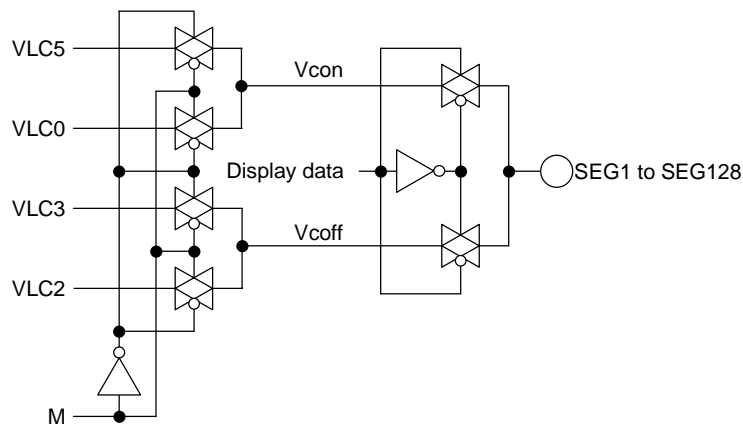 VLC5
Vcon
VLC0
Display data
SEG1 to SEG128
VLC3
Vcoff
VLC2
M